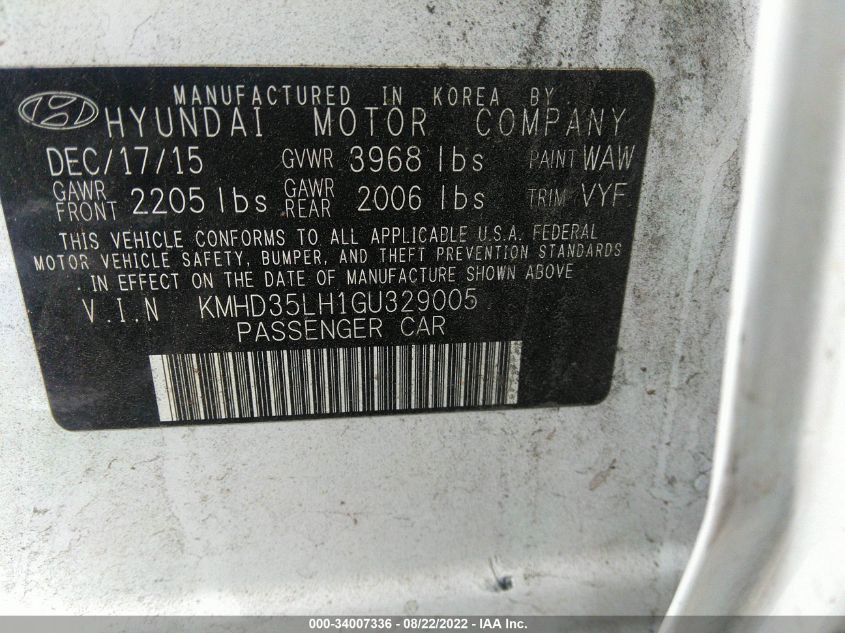 MANUFACTURED IN KOREA BY
HYUNDAI MOTOR COMPANY
DEC/17/15 GVWR 3968 lbs PAINT WAW
GAWR FRONT 2205 lbs GAWR REAR 2006 lbs TRIM VYF
THIS VEHICLE CONFORMS TO ALL APPLICABLE U.S.A. FEDERAL
MOTOR VEHICLE SAFETY, BUMPER, AND THEFT PREVENTION STANDARDS
IN EFFECT ON THE DATE OF MANUFACTURE SHOWN ABOVE
V.I.N KMHD35LH1GU329005
PASSENGER CAR
000-34007336 - 08/22/2022 - IAA Inc.